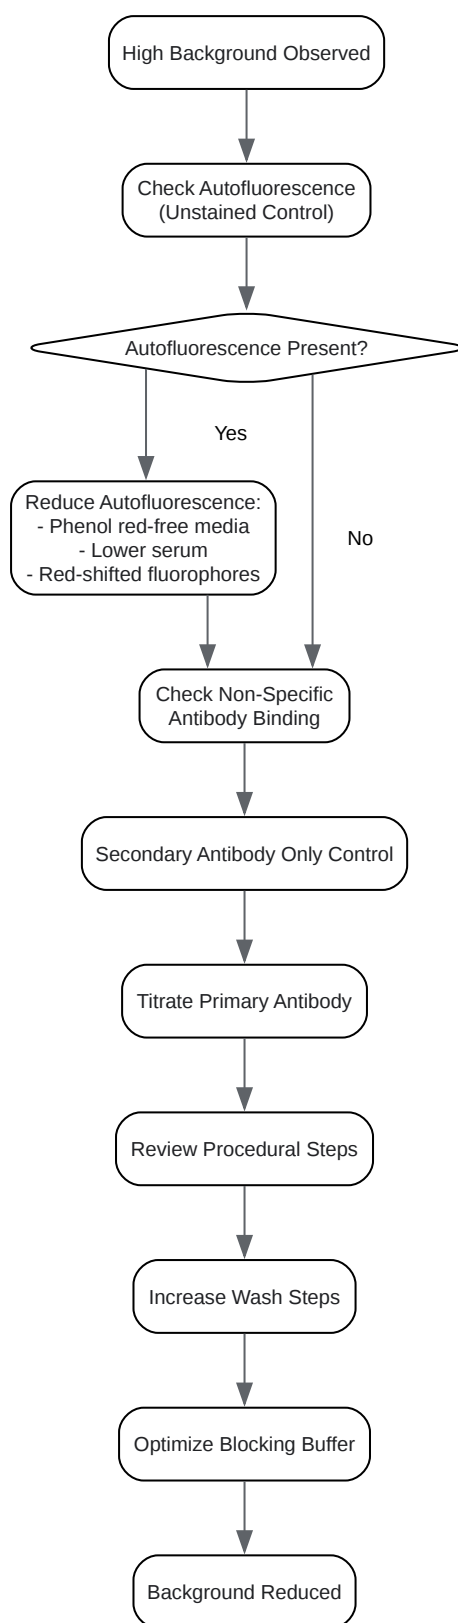 High Background Observed
Check Autofluorescence
(Unstained Control)
Autofluorescence Present?
Yes
Reduce Autofluorescence:
- Phenol red-free media
- Lower serum
- Red-shifted fluorophores
No
Check Non-Specific
Antibody Binding
Secondary Antibody Only Control
Titrate Primary Antibody
Review Procedural Steps
Increase Wash Steps
Optimize Blocking Buffer
Background Reduced